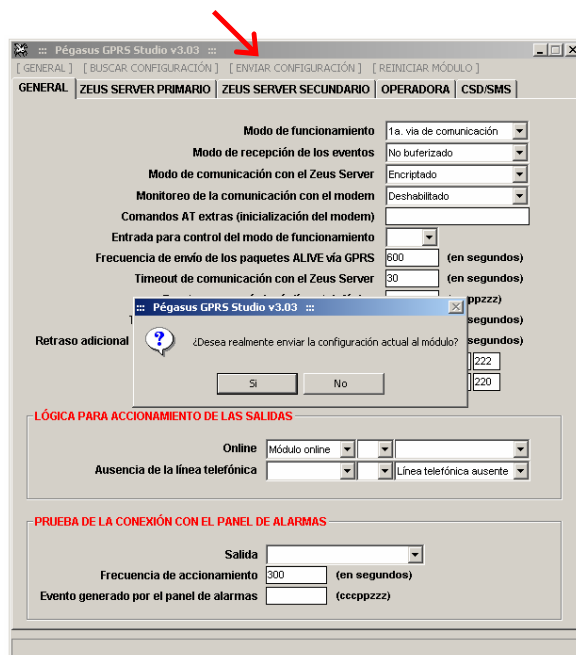 ::: Pégasus GPRS Studio v3.03 :::
[ GENERAL ] [ BUSCAR CONFIGURACIÓN ] [ ENVIAR CONFIGURACIÓN ] [ REINICIAR MÓDULO ]
GENERAL ZEUS SERVER PRIMARIO ZEUS SERVER SECUNDARIO OPERADORA CSD/SMS
Modo de funcionamiento 1a. via de comunicación
Modo de recepción de los eventos No buferizado
Modo de comunicación con el Zeus Server Encriptado
Monitoreo de la comunicación con el modem Deshabilitado
Comandos AT extras (inicialización del modem)
Entrada para control del modo de funcionamiento
Frecuencia de envío de los paquetes ALIVE vía GPRS 600 (en segundos)
Timeout de comunicación con el Zeus Server 30 (en segundos)
ppzzz)
::: Pégasus GPRS Studio v3.03 :::
segundos)
Retraso adicional segundos)
¿Desea realmente enviar la configuración actual al módulo?
222
Si No
220
LÓGICA PARA ACCIONAMIENTO DE LAS SALIDAS
Online Módulo online
Ausencia de la línea telefónica Línea telefónica ausente
PRUEBA DE LA CONEXIÓN CON EL PANEL DE ALARMAS
Salida
Frecuencia de accionamiento 300 (en segundos)
Evento generado por el panel de alarmas (cccppzzz)